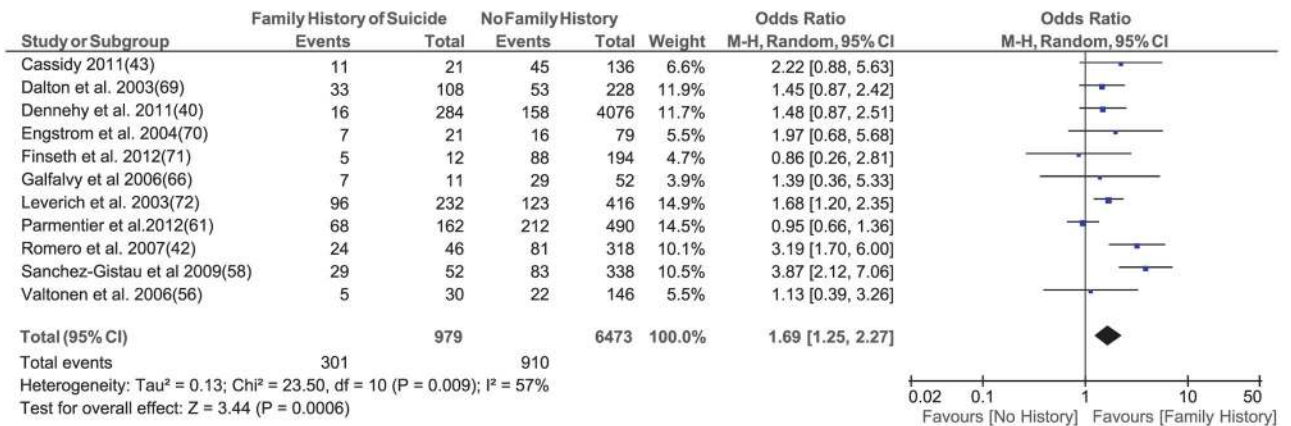 Family History of Suicide NoFamilyHistory Odds Ratio Odds Ratio
Study or Subgroup Events Total Events Total Weight M-H, Random, 95% CI M-H, Random, 95% CI
Cassidy 2011(43) 11 21 45 136 6.6% 2.22 [0.88, 5.63]
Dalton et al. 2003(69) 33 108 53 228 11.9% 1.45 [0.87, 2.42]
Dennehy et al. 2011(40) 16 284 158 4076 11.7% 1.48 [0.87, 2.51]
Engstrom et al. 2004(70) 7 21 16 79 5.5% 1.97 [0.68, 5.68]
Finseth et al. 2012(71) 5 12 88 194 4.7% 0.86 [0.26, 2.81]
Galfalvy et al 2006(66) 7 11 29 52 3.9% 1.39 [0.36, 5.33]
Leverich et al. 2003(72) 96 232 123 416 14.9% 1.68 [1.20, 2.35]
Parmentier et al.2012(61) 68 162 212 490 14.5% 0.95 [0.66, 1.36]
Romero et al. 2007(42) 24 46 81 318 10.1% 3.19 [1.70, 6.00]
Sanchez-Gistau et al 2009(58) 29 52 83 338 10.5% 3.87 [2.12, 7.06]
Valtonen et al. 2006(56) 5 30 22 146 5.5% 1.13 [0.39, 3.26]
Total (95% CI) 979 6473 100.0% 1.69 [1.25, 2.27]
Total events 301 910
Heterogeneity: Tau² = 0.13; Chi² = 23.50, df = 10 (P = 0.009); I² = 57%
Test for overall effect: Z = 3.44 (P = 0.0006)
0.02 0.1 1 10 50
Favours [No History] Favours [Family History]